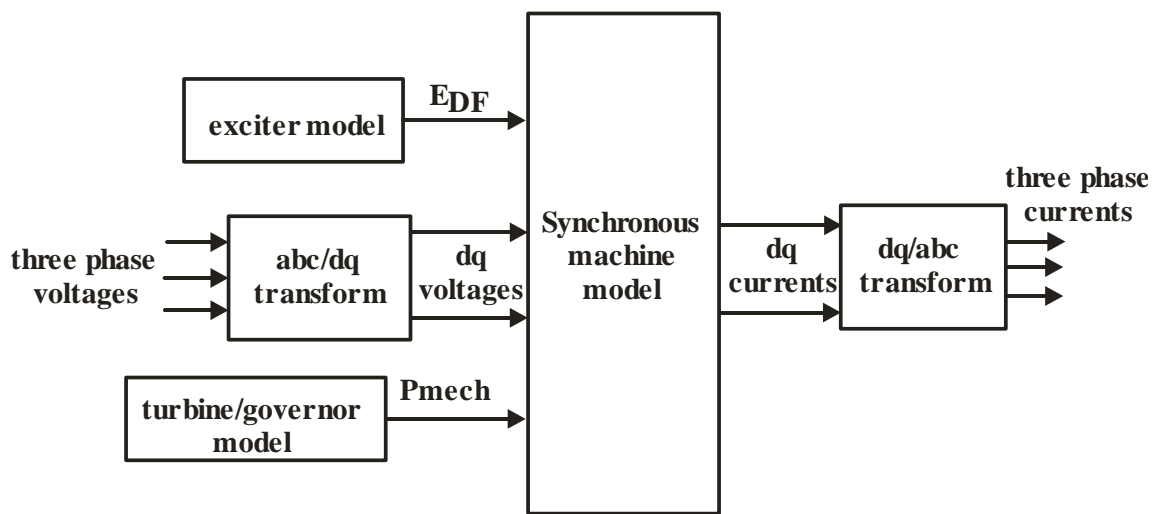 E_DF
exciter model
three phase
voltages
abc/dq
transform
dq
voltages
Pmech
turbine/governor
model
Synchronous
machine
model
dq
currents
dq/abc
transform
three phase
currents